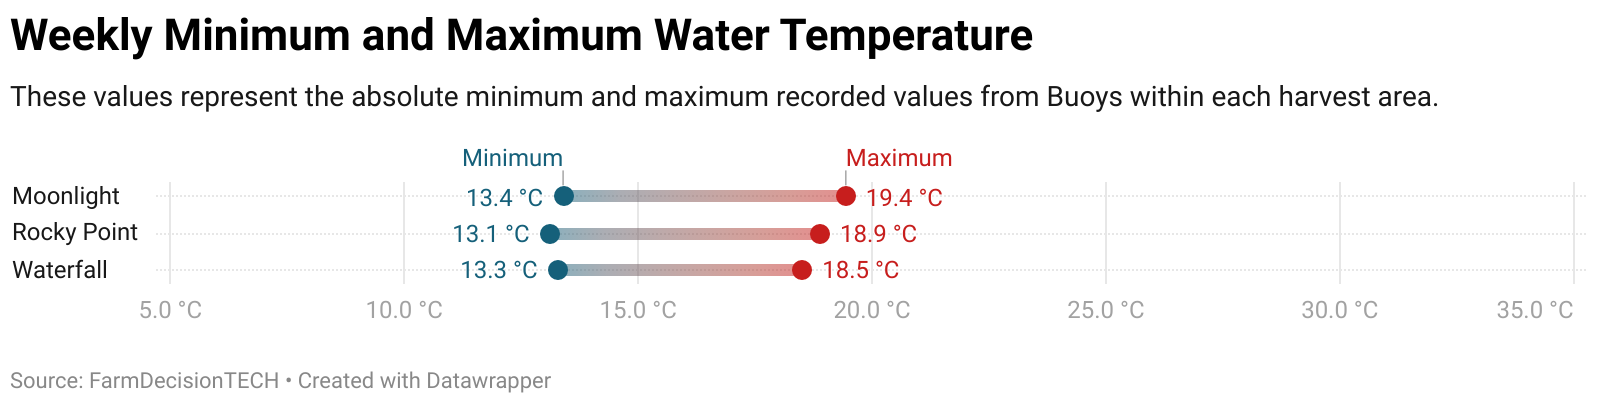 Weekly Minimum and Maximum Water Temperature
These values represent the absolute minimum and maximum recorded values from Buoys within each harvest area.
Minimum Maximum
Moonlight 13.4 °C 19.4 °C
Rocky Point 13.1 °C 18.9 °C
Waterfall 13.3 °C 18.5 °C
5.0 °C 10.0 °C 15.0 °C 20.0 °C 25.0 °C 30.0 °C 35.0 °C
Source: FarmDecisionTECH • Created with Datawrapper